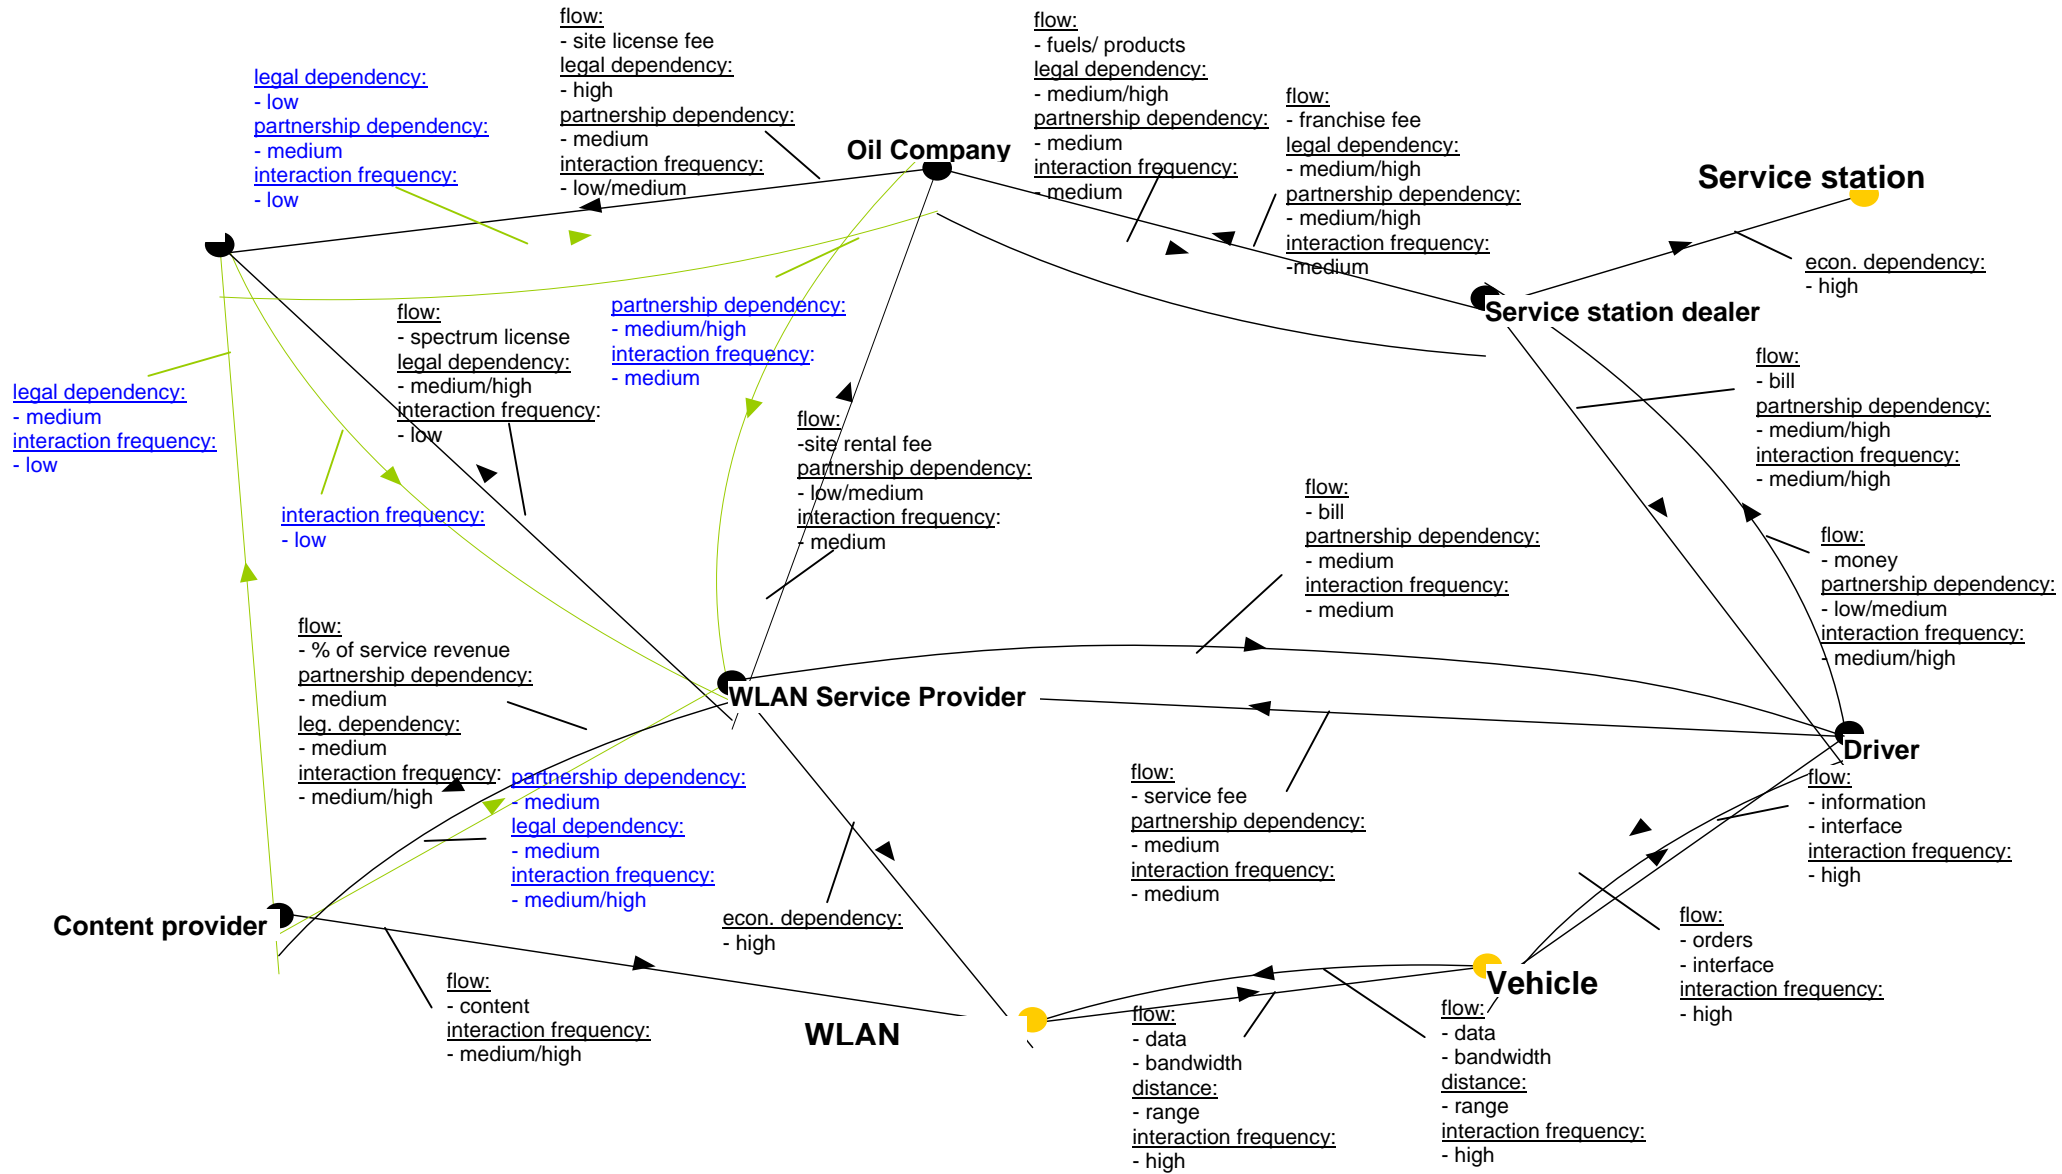 flow:
- site license fee
legal dependency:
- high
partnership dependency:
- medium
interaction frequency:
- low/medium
flow:
- fuels/ products
legal dependency:
- medium/high
partnership dependency:
- medium
interaction frequency:
- medium
legal dependency:
- low
partnership dependency:
- medium
interaction frequency:
- low
flow:
- franchise fee
legal dependency:
- medium/high
partnership dependency:
- medium/high
interaction frequency:
-medium
Oil Company
Service station
econ. dependency:
- high
Service station dealer
flow:
- spectrum license
legal dependency:
- medium/high
interaction frequency:
- low
partnership dependency:
- medium/high
interaction frequency:
- medium
legal dependency:
- medium
interaction frequency:
- low
flow:
- bill
partnership dependency:
- medium/high
interaction frequency:
- medium/high
flow:
-site rental fee
partnership dependency:
- low/medium
interaction frequency:
- medium
interaction frequency:
- low
flow:
- bill
partnership dependency:
- medium
interaction frequency:
- medium
flow:
- money
partnership dependency:
- low/medium
interaction frequency:
- medium/high
flow:
- % of service revenue
partnership dependency:
- medium
leg. dependency:
- medium
interaction frequency:
- medium/high
WLAN Service Provider
Driver
partnership dependency:
- medium
legal dependency:
- medium
interaction frequency:
- medium/high
flow:
- service fee
partnership dependency:
- medium
interaction frequency:
- medium
flow:
- information
- interface
interaction frequency:
- high
Content provider
econ. dependency:
- high
flow:
- orders
- interface
interaction frequency:
- high
flow:
- content
interaction frequency:
- medium/high
WLAN
Vehicle
flow:
- data
- bandwidth
distance:
- range
interaction frequency:
- high
flow:
- data
- bandwidth
distance:
- range
interaction frequency:
- high